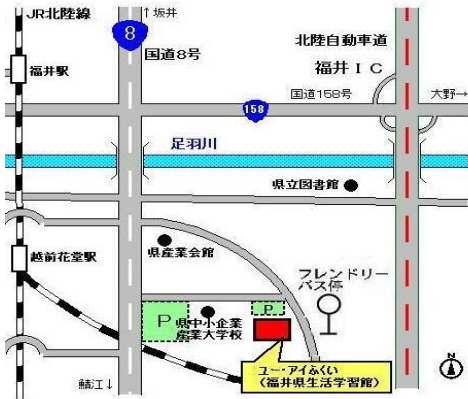 JR北陸線
↑坂井
8
国道8号
北陸自動車道
福井駅
福井IC
国道158号
大野→
158
足羽川
県立図書館
越前花堂駅
県産業会館
フレンドリー
バス停
P
P
県中小企業
産業大学校
ユー・アイふくい
(福井県生活学習館)
鯖江↓
N